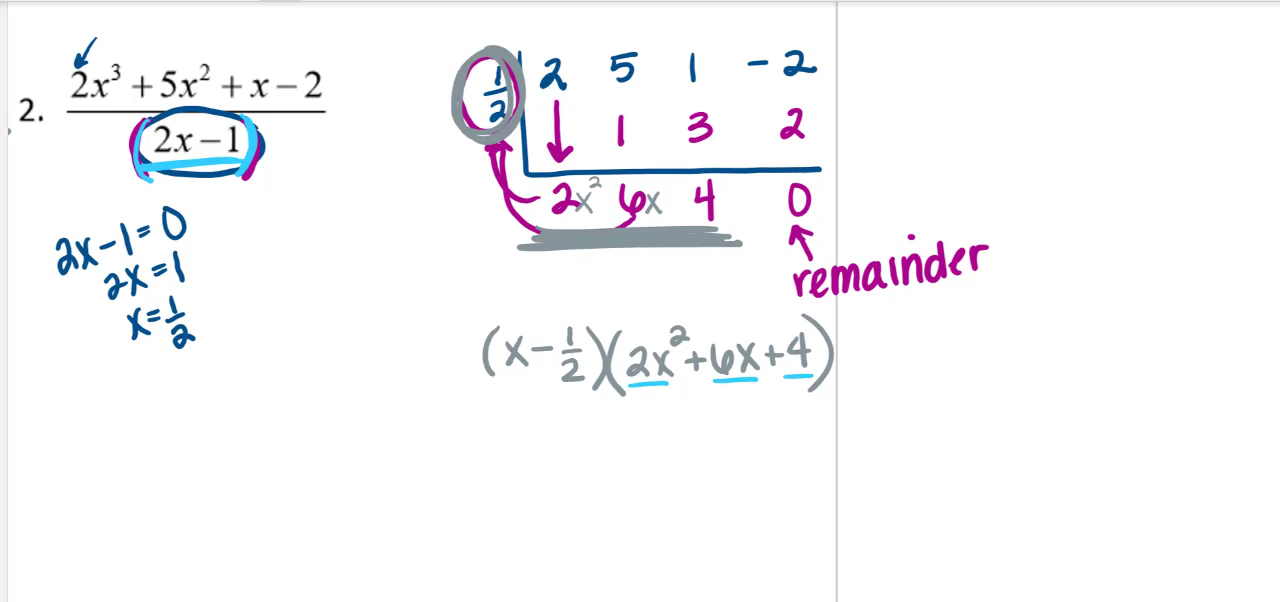 2. (2x³ + 5x² + x − 2)/(2x − 1)
2x − 1 = 0
2x = 1
x = 1/2
1/2 | 2 5 1 −2
1 3 2
2x² 6x 4 0
remainder
(x − 1/2)(2x² + 6x + 4)